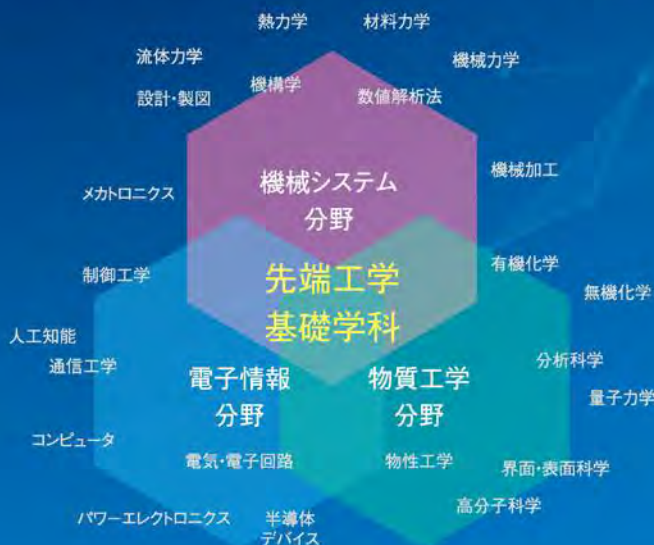 熱力学
材料力学
流体力学
機械力学
設計・製図
機構学
数値解析法
機械加工
機械システム
分野
メカトロニクス
制御工学
先端工学
基礎学科
有機化学
無機化学
人工知能
通信工学
電子情報
分野
物質工学
分野
分析科学
量子力学
コンピュータ
電気・電子回路
物性工学
界面・表面科学
高分子科学
パワーエレクトロニクス
半導体
デバイス